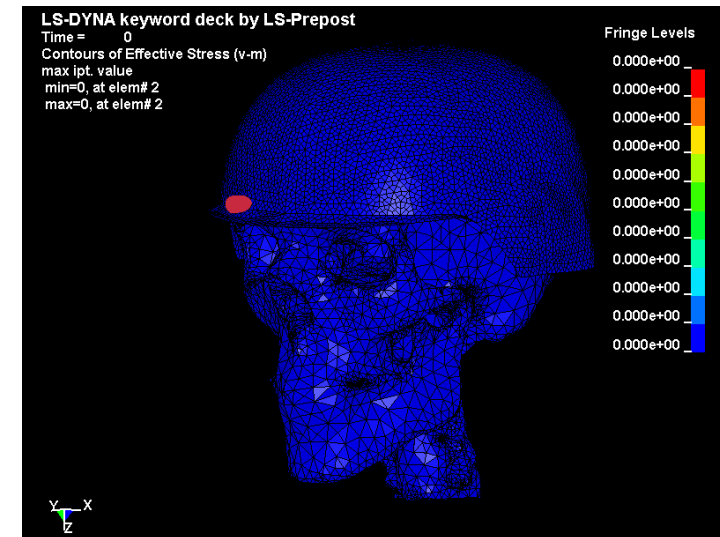 LS-DYNA keyword deck by LS-Prepost
Time = 0
Contours of Effective Stress (v-m)
max ipt. value
min=0, at elem# 2
max=0, at elem# 2
Fringe Levels
0.000e+00
0.000e+00
0.000e+00
0.000e+00
0.000e+00
0.000e+00
0.000e+00
0.000e+00
0.000e+00
0.000e+00
0.000e+00
Y X
Z